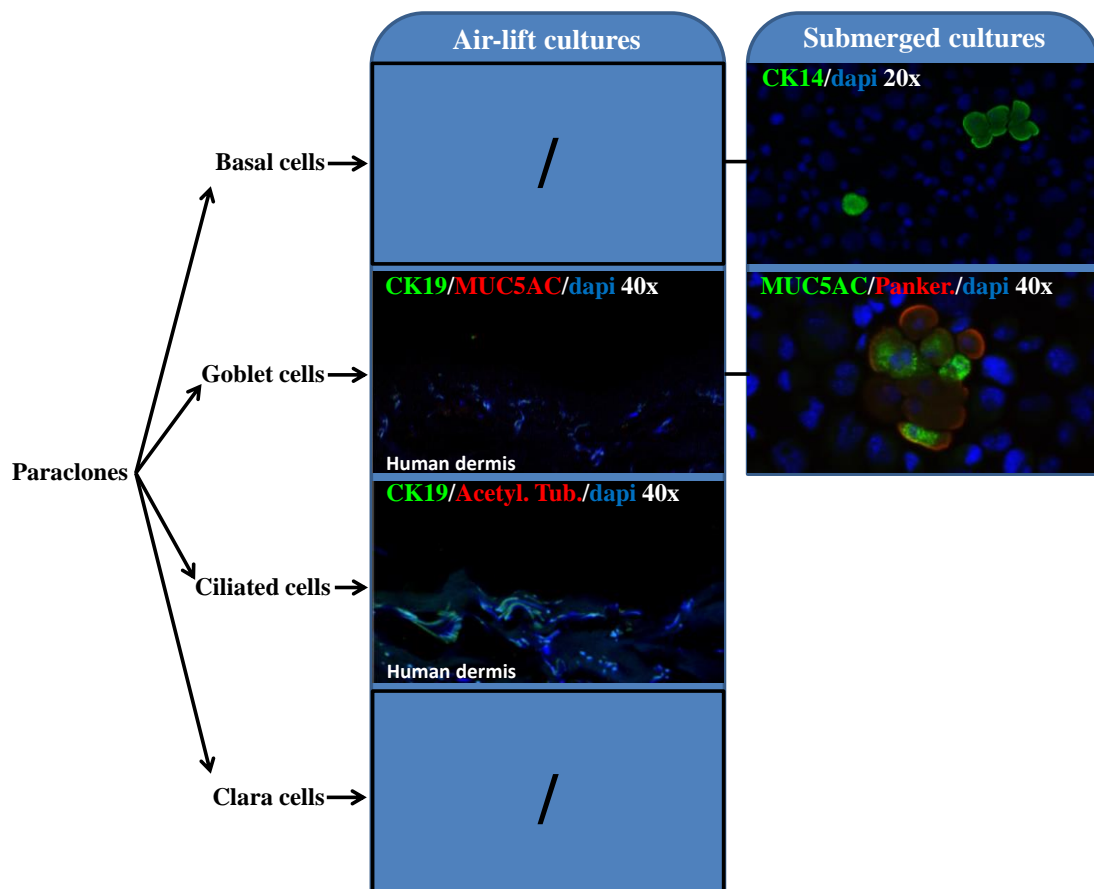 Air-lift cultures
Submerged cultures
CK14/dapi 20x
Basal cells
/
CK19/MUC5AC/dapi 40x
MUC5AC/Panker./dapi 40x
Goblet cells
Human dermis
Paraclones
CK19/Acetyl. Tub./dapi 40x
Ciliated cells
Human dermis
Clara cells
/